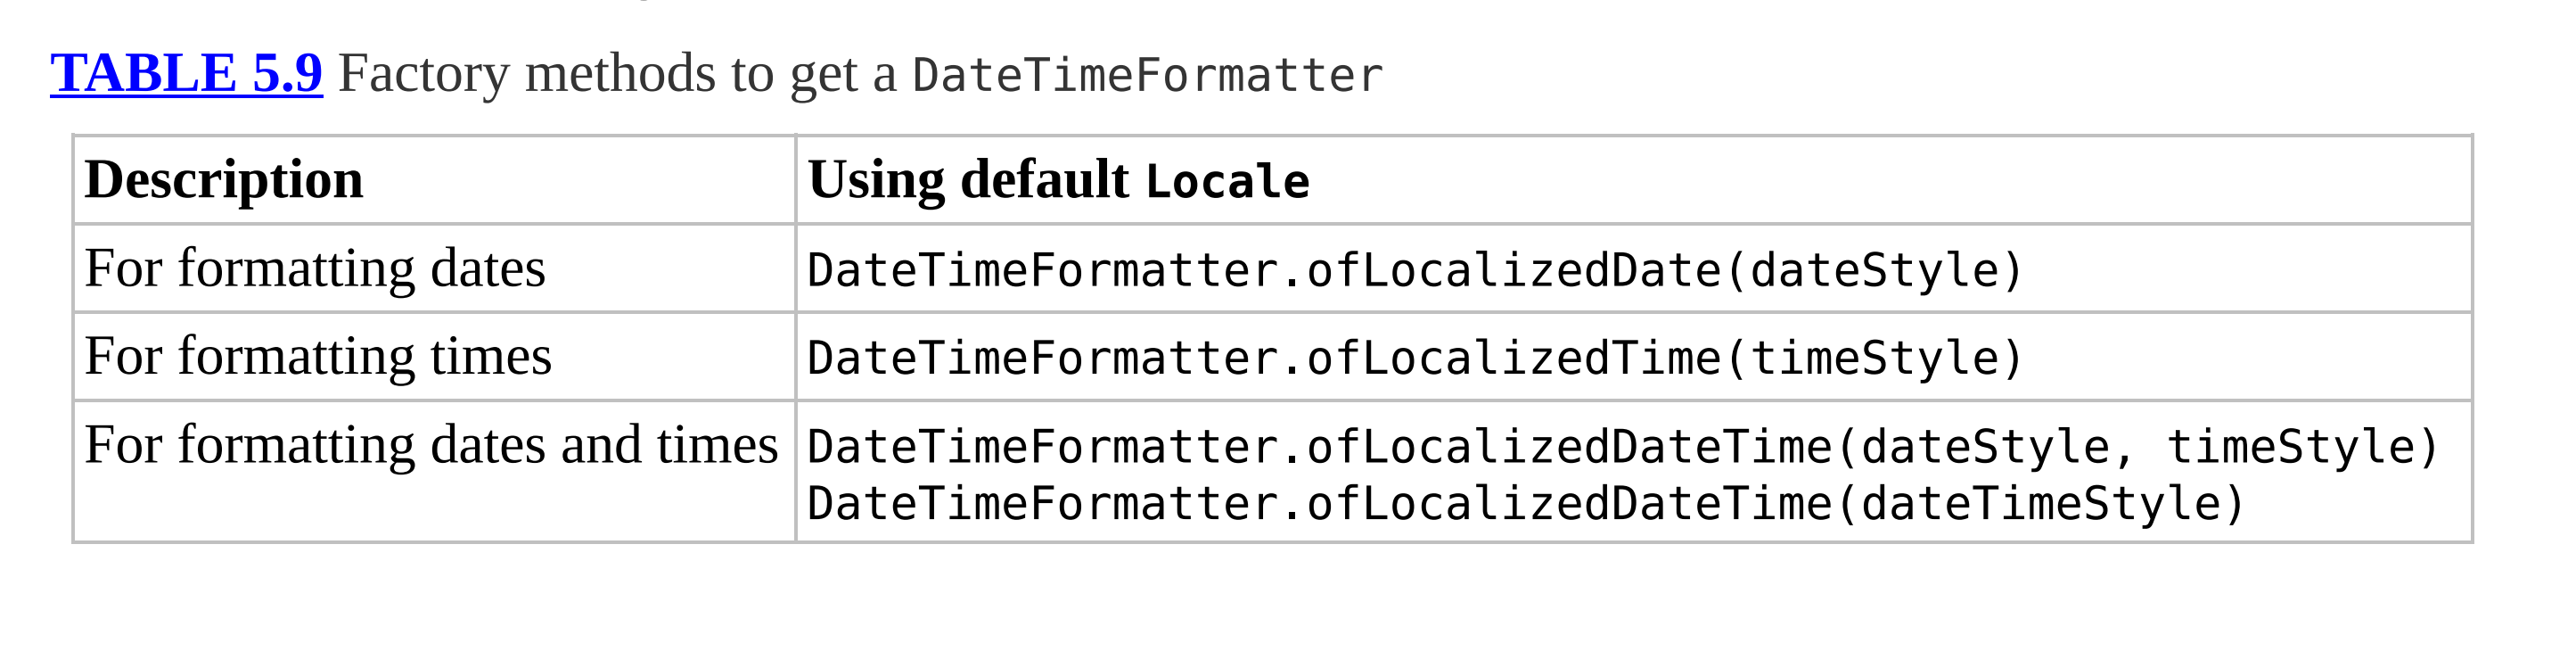 TABLE 5.9 Factory methods to get a DateTimeFormatter
Description
Using default Locale
For formatting dates
DateTimeFormatter.ofLocalizedDate(dateStyle)
For formatting times
DateTimeFormatter.ofLocalizedTime(timeStyle)
For formatting dates and times
DateTimeFormatter.ofLocalizedDateTime(dateStyle, timeStyle)
DateTimeFormatter.ofLocalizedDateTime(dateTimeStyle)